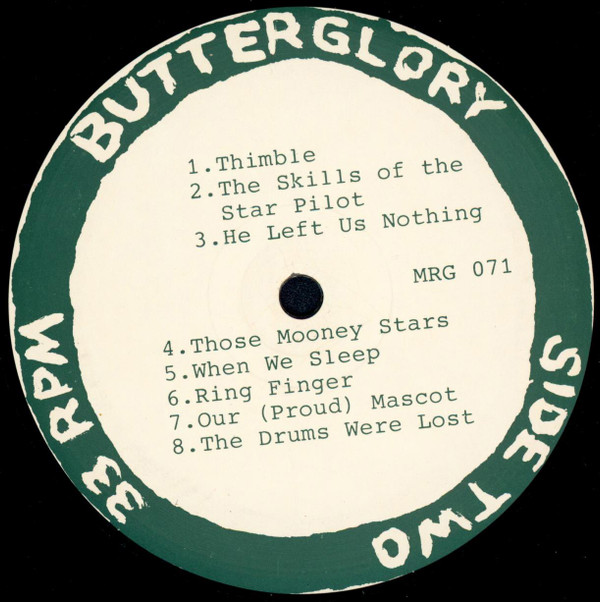 BUTTERGLORY
1.Thimble
2.The Skills of the
Star Pilot
3.He Left Us Nothing
MRG 071
4.Those Mooney Stars
5.When We Sleep
6.Ring Finger
7.Our (Proud) Mascot
8.The Drums Were Lost
33 RPM
SIDE TWO